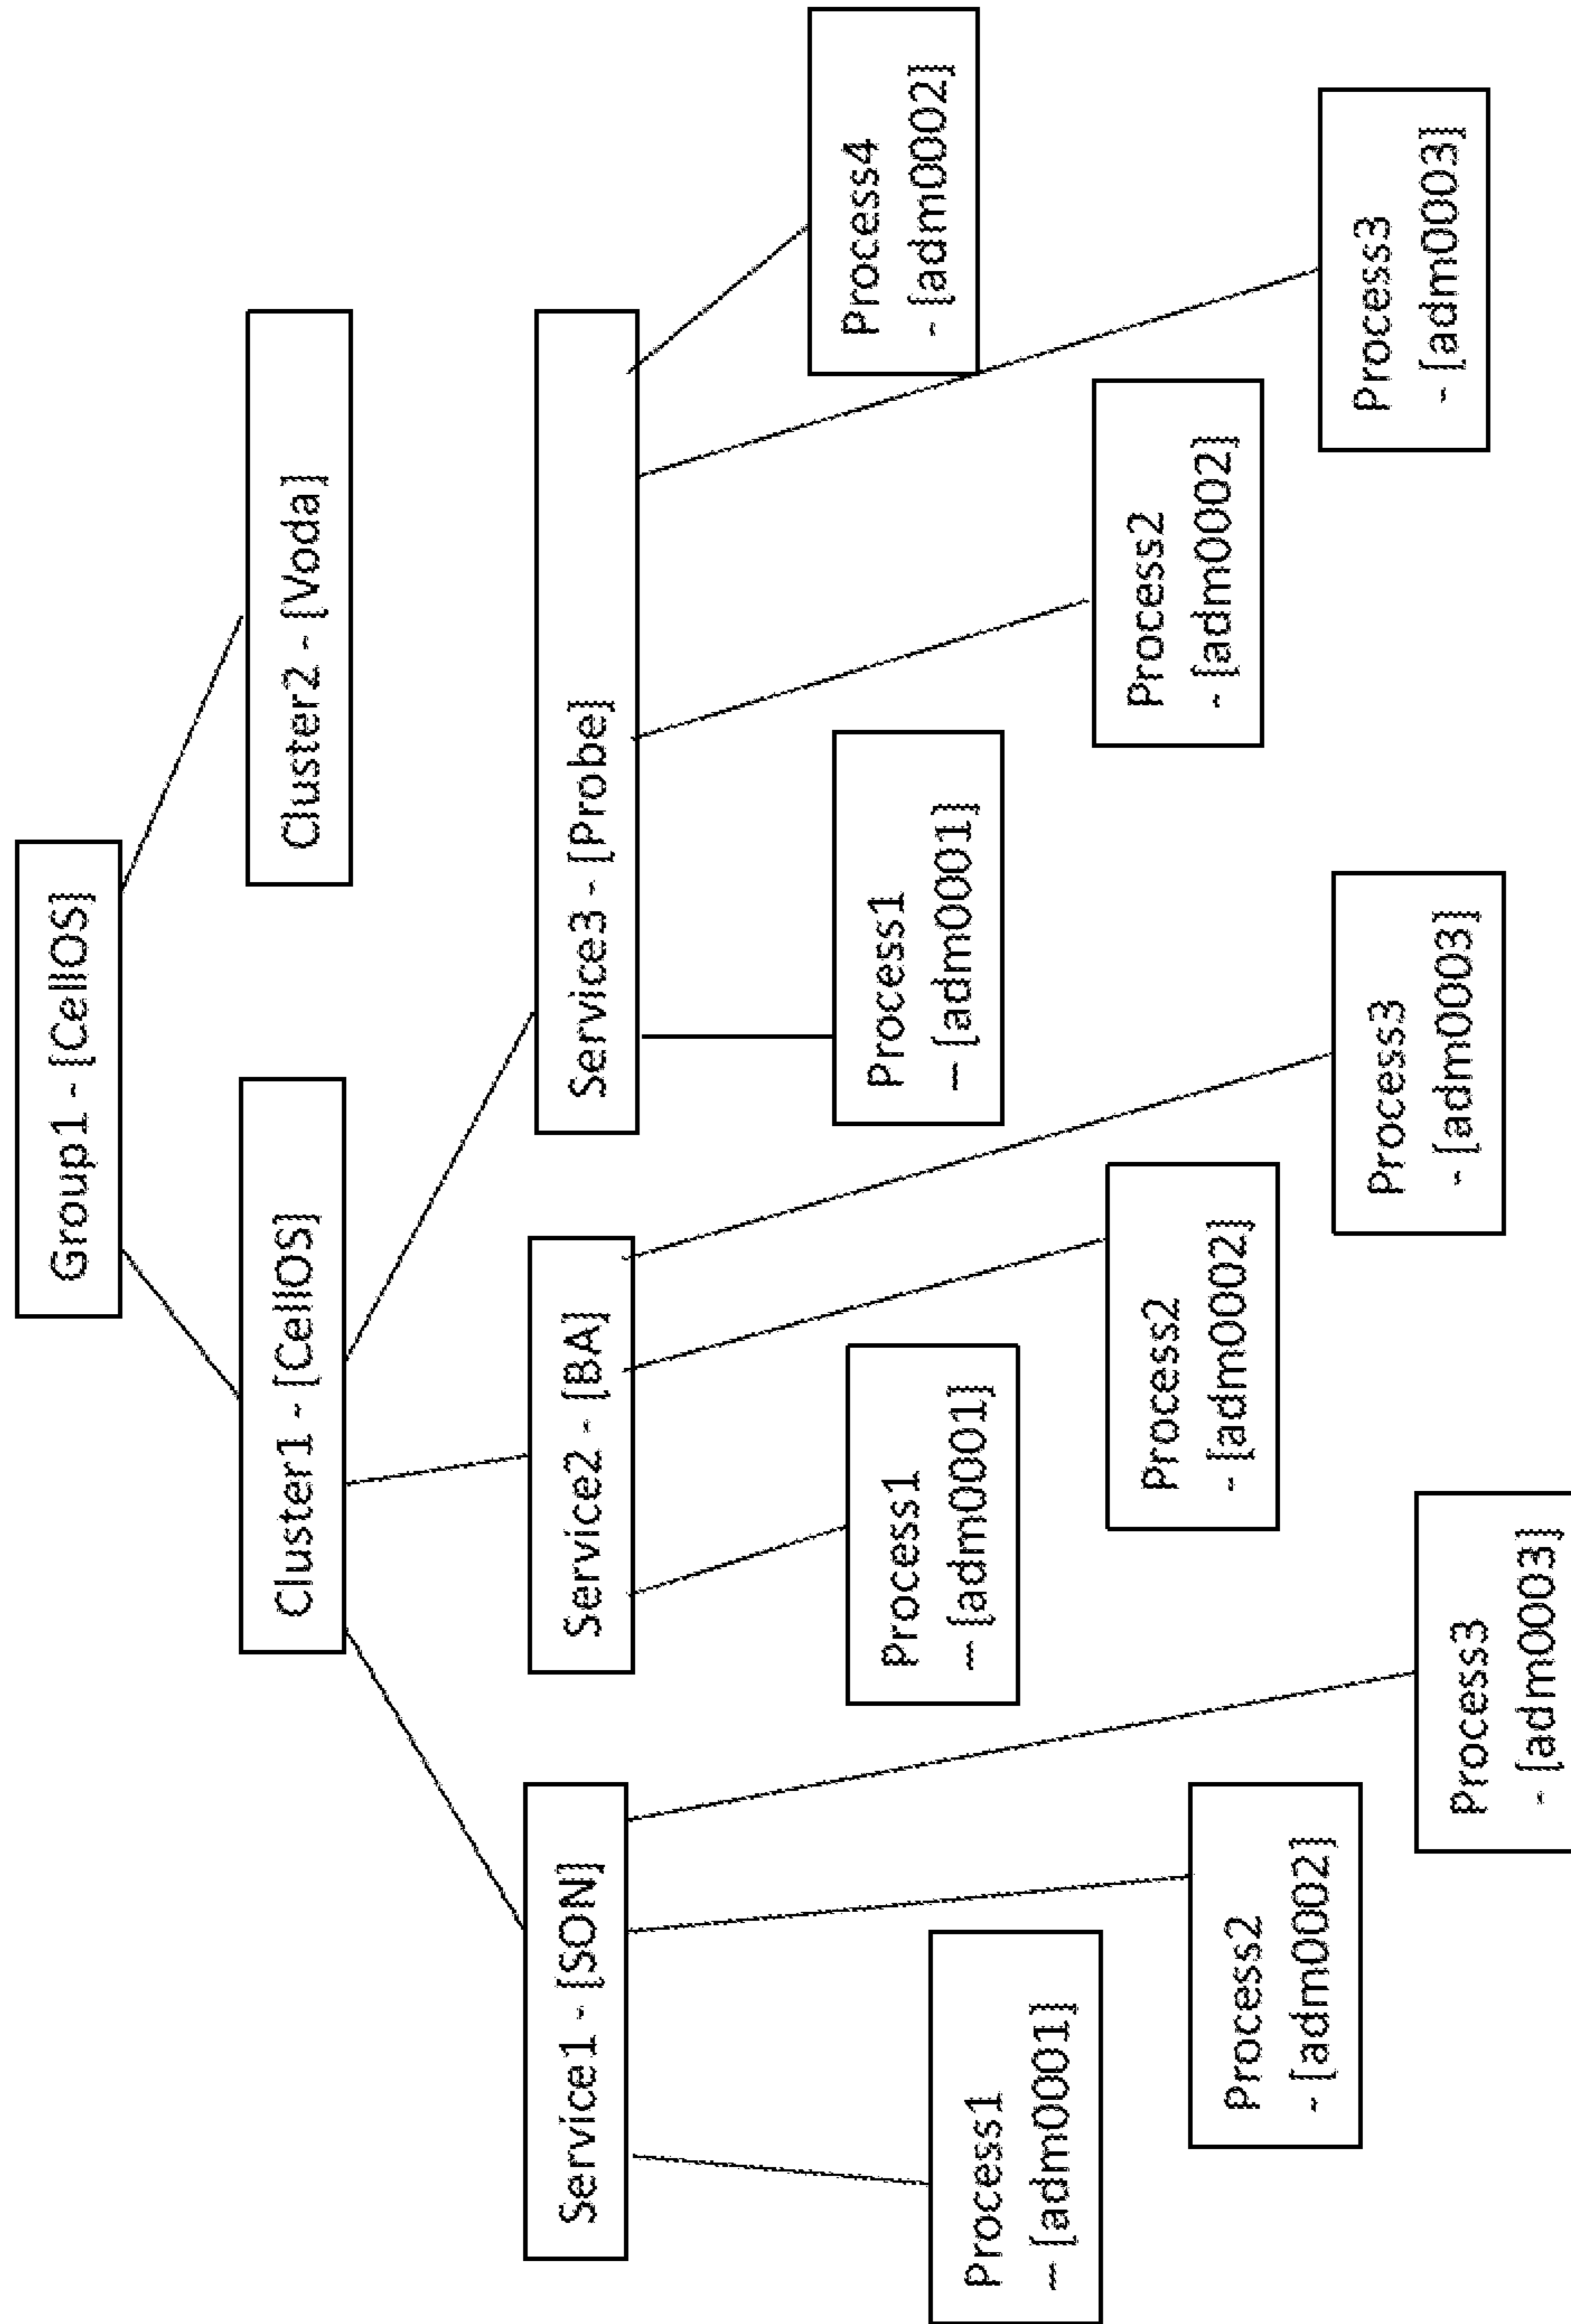 Group1 - [CellOS]
Cluster1 - [CellOS]
Cluster2 - [Voda]
Service1 - [SON]
Service2 - [BA]
Service3 - [Probe]
Process1
– [adm0001]
Process2
- [adm0002]
Process3
- [adm0003]
Process1
– [adm0001]
Process2
- [adm0002]
Process3
- [adm0003]
Process1
– [adm0001]
Process2
- [adm0002]
Process3
- [adm0003]
Process4
- [adm0002]